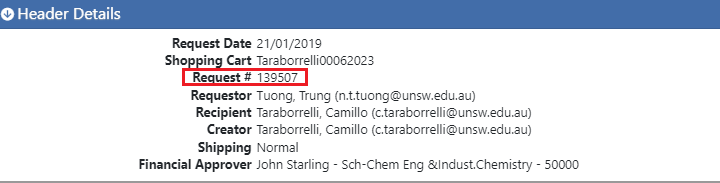 Header Details
Request Date 21/01/2019
Shopping Cart Taraborrelli00062023
Request # 139507
Requestor Tuong, Trung (n.t.tuong@unsw.edu.au)
Recipient Taraborrelli, Camillo (c.taraborrelli@unsw.edu.au)
Creator Taraborrelli, Camillo (c.taraborrelli@unsw.edu.au)
Shipping Normal
Financial Approver John Starling - Sch-Chem Eng &Indust.Chemistry - 50000